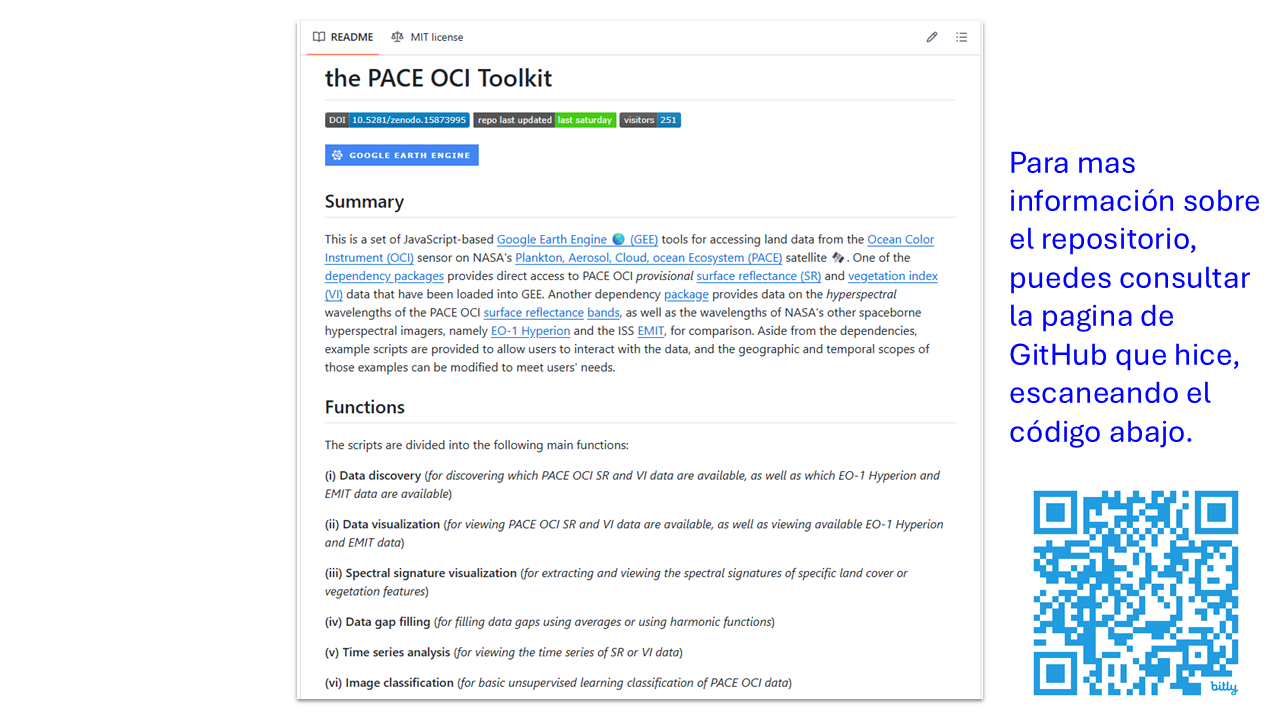 README
MIT license
the PACE OCI Toolkit
DOI 10.5281/zenodo.15873995 repo last updated last saturday visitors 251
GOOGLE EARTH ENGINE
Summary
This is a set of JavaScript-based Google Earth Engine 🌏 (GEE) tools for accessing land data from the Ocean Color
Instrument (OCI) sensor on NASA's Plankton, Aerosol, Cloud, ocean Ecosystem (PACE) satellite 🛰️. One of the
dependency packages provides direct access to PACE OCI provisional surface reflectance (SR) and vegetation index
(VI) data that have been loaded into GEE. Another dependency package provides data on the hyperspectral
wavelengths of the PACE OCI surface reflectance bands, as well as the wavelengths of NASA's other spaceborne
hyperspectral imagers, namely EO-1 Hyperion and the ISS EMIT, for comparison. Aside from the dependencies,
example scripts are provided to allow users to interact with the data, and the geographic and temporal scopes of
those examples can be modified to meet users' needs.
Functions
The scripts are divided into the following main functions:
(i) Data discovery (for discovering which PACE OCI SR and VI data are available, as well as which EO-1 Hyperion and
EMIT data are available)
(ii) Data visualization (for viewing PACE OCI SR and VI data are available, as well as viewing available EO-1 Hyperion
and EMIT data)
(iii) Spectral signature visualization (for extracting and viewing the spectral signatures of specific land cover or
vegetation features)
(iv) Data gap filling (for filling data gaps using averages or using harmonic functions)
(v) Time series analysis (for viewing the time series of SR or VI data)
(vi) Image classification (for basic unsupervised learning classification of PACE OCI data)
Para mas
información sobre
el repositorio,
puedes consultar
la pagina de
GitHub que hice,
escaneando el
código abajo.
bitly